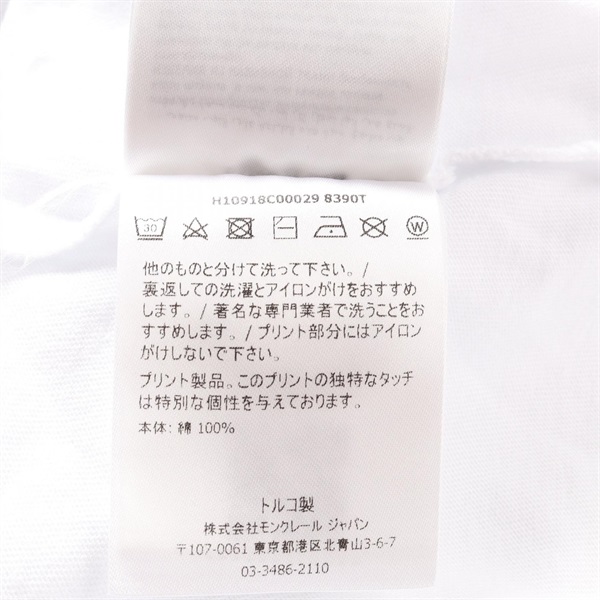 H10918C00029 8390T
30
W
他のものと分けて洗って下さい。/
裏返しての洗濯とアイロンがけをおすすめ
します。/ 著名な専門業者で洗うことをお
すすめします。/ プリント部分にはアイロン
がけしないで下さい。
プリント製品。このプリントの独特なタッチ
は特別な個性を与えております。
本体: 綿 100%
トルコ製
株式会社モンクレール ジャパン
〒107-0061 東京都港区北青山3-6-7
03-3486-2110